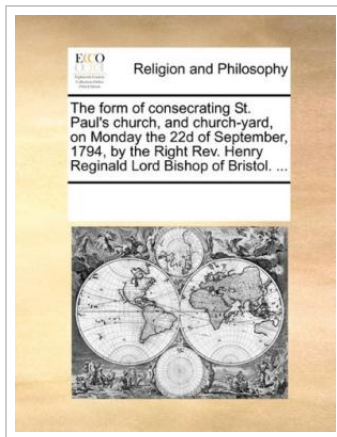 ECCO
Religion and Philosophy
The form of consecrating St.
Paul's church, and church-yard,
on Monday the 22d of September,
1794, by the Right Rev. Henry
Reginald Lord Bishop of Bristol. ...